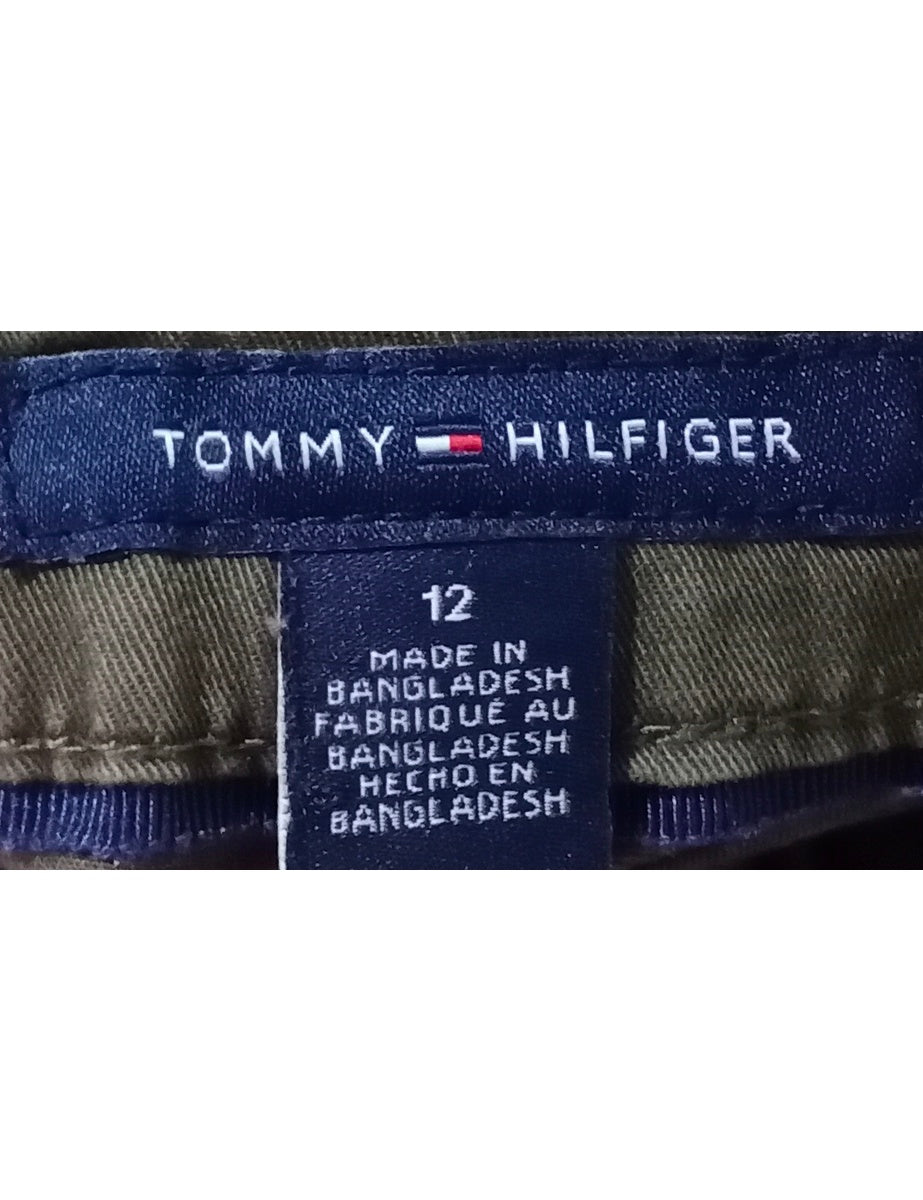 TOMMY HILFIGER
12
MADE IN
BANGLADESH
FABRIQUÉ AU
BANGLADESH
HECHO EN
BANGLADESH